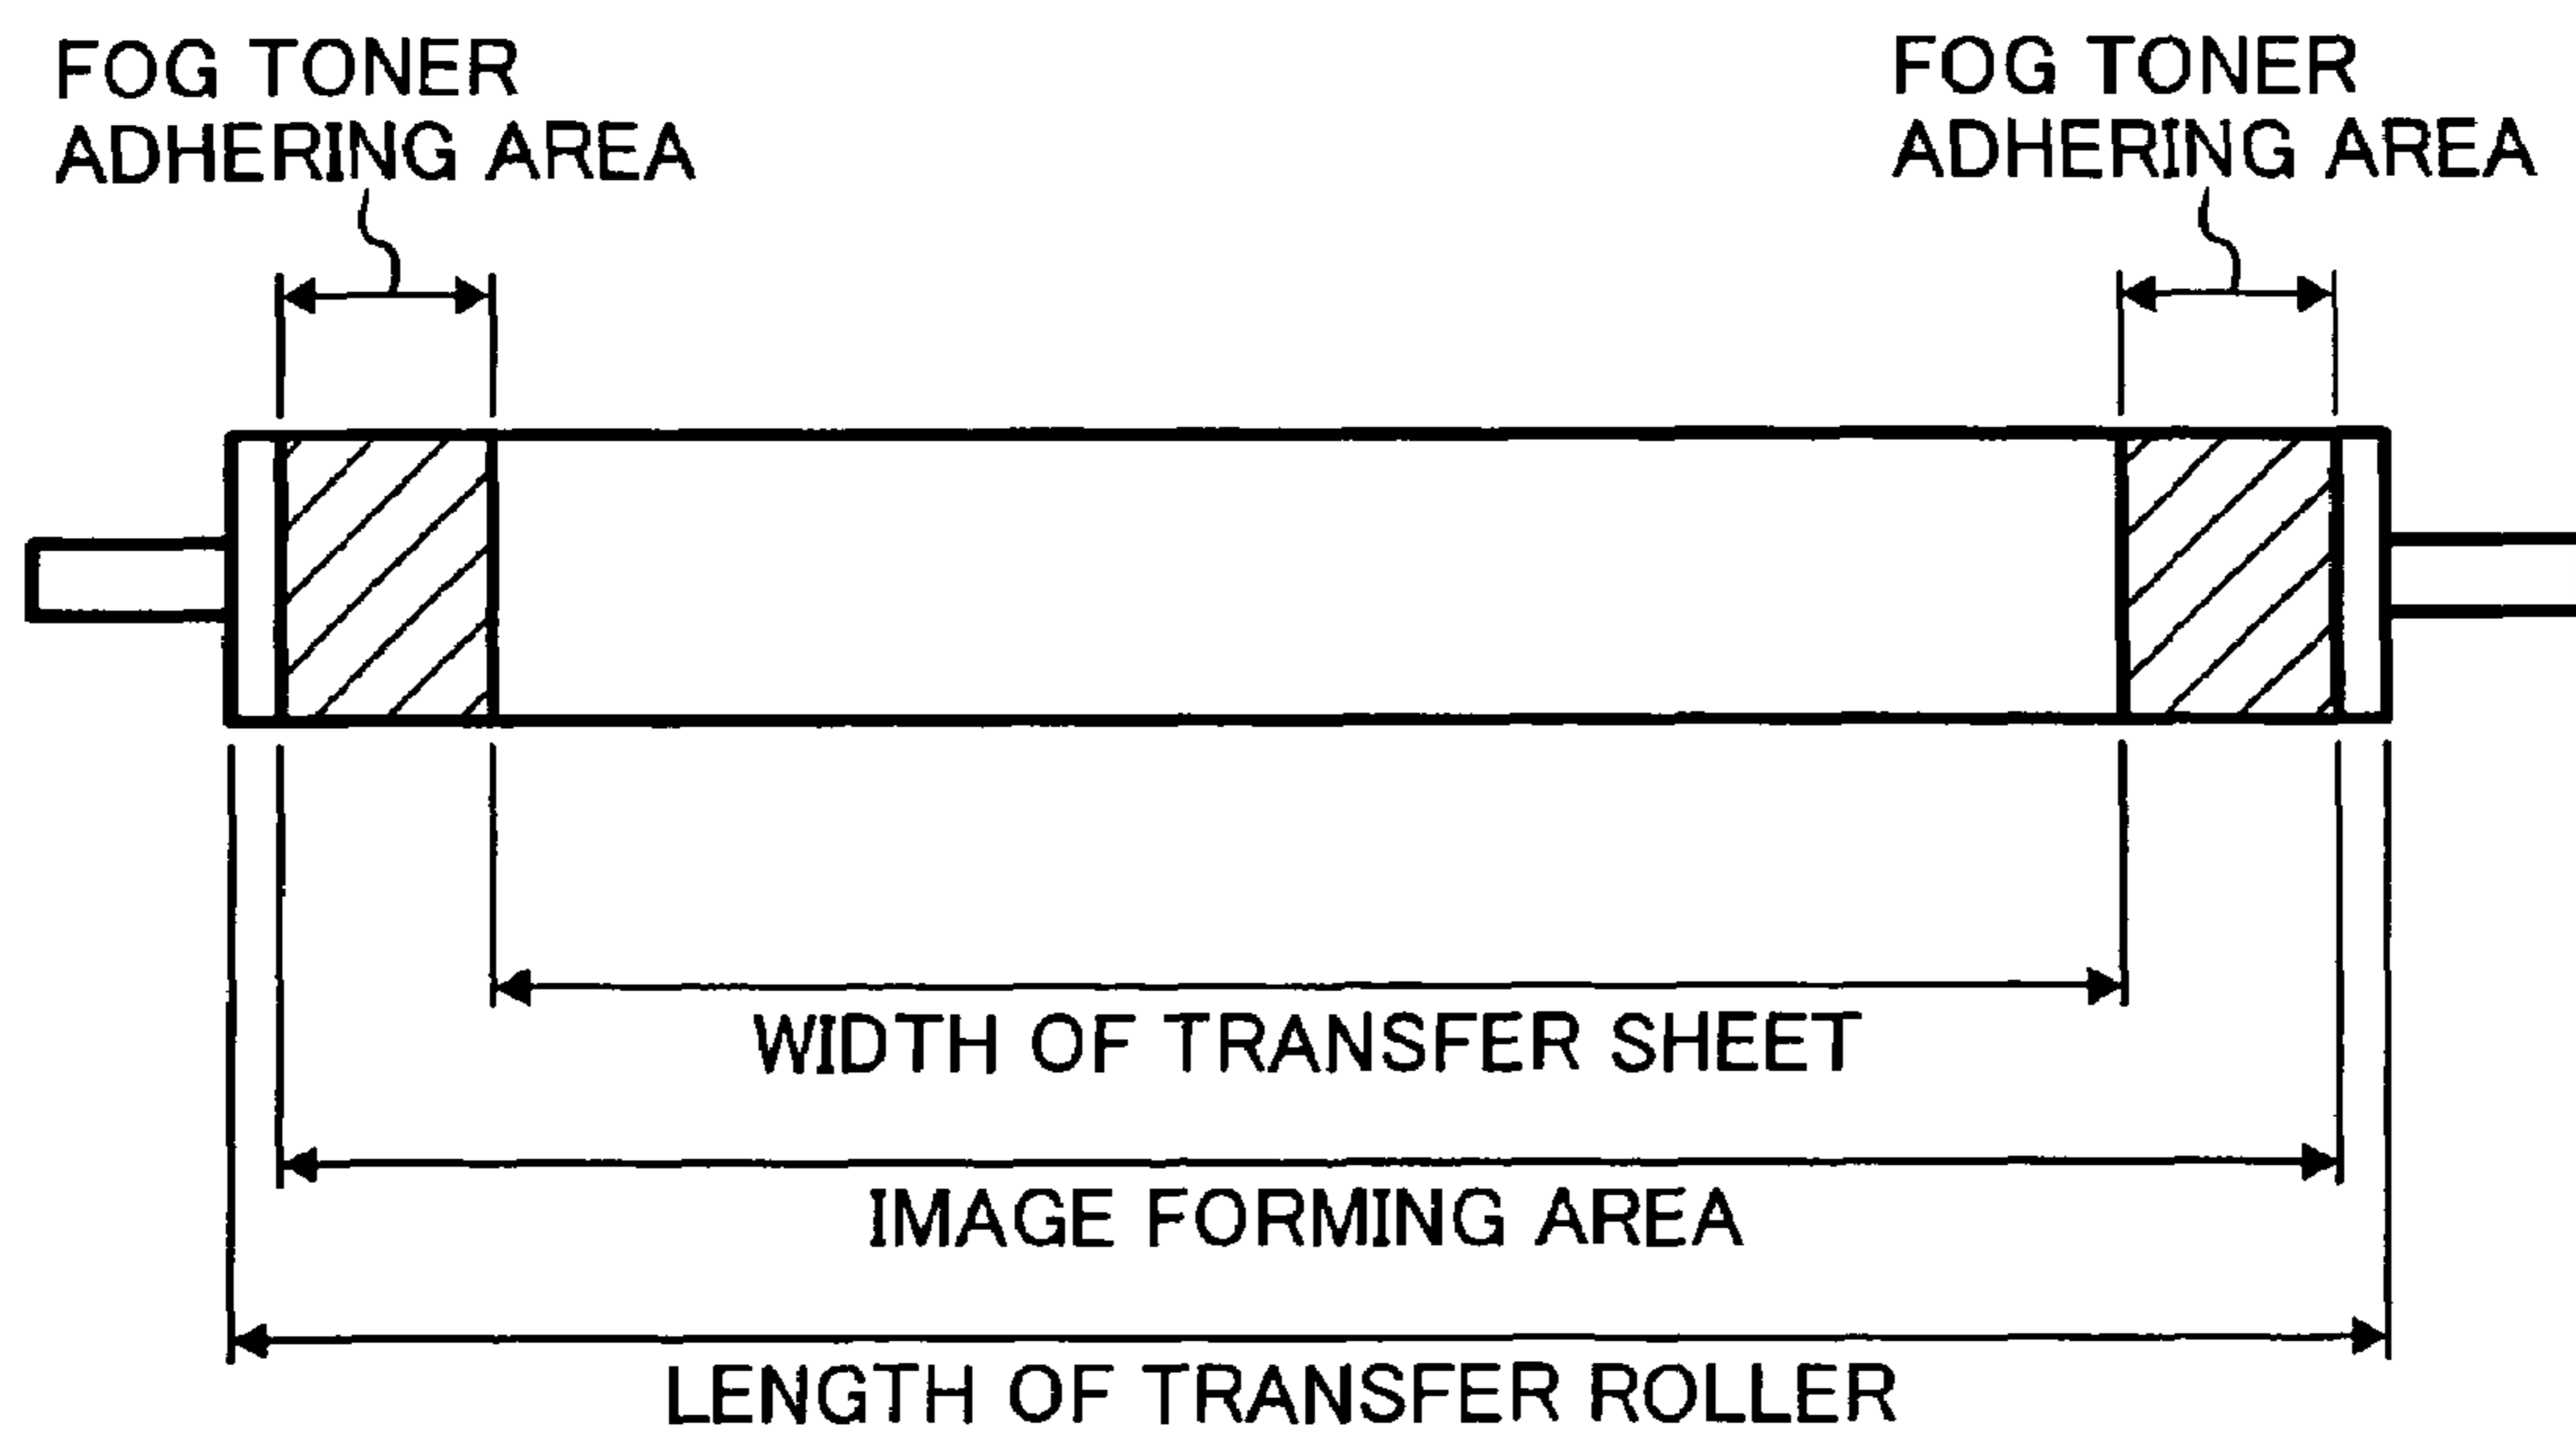 FOG TONER
ADHERING AREA
FOG TONER
ADHERING AREA
WIDTH OF TRANSFER SHEET
IMAGE FORMING AREA
LENGTH OF TRANSFER ROLLER